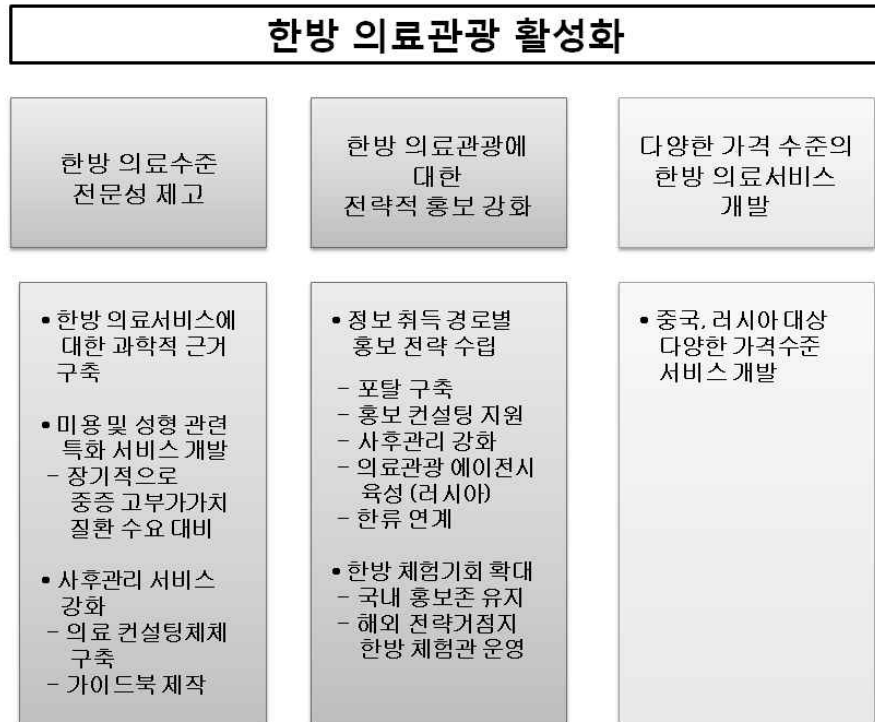 한방 의료관광 활성화
한방 의료수준
전문성 제고
한방 의료관광에
대한
전략적 홍보 강화
다양한 가격 수준의
한방 의료서비스
개발
• 한방 의료서비스에
대한 과학적 근거
구축
• 미용 및 성형 관련
특화 서비스 개발
– 장기적으로
중증 고부가가치
질환 수요 대비
• 사후관리 서비스
강화
– 의료 컨설팅체체
구축
– 가이드북 제작
• 정보 취득 경로별
홍보 전략 수립
– 포탈 구축
– 홍보 컨설팅 지원
– 사후관리 강화
– 의료관광 에이전시
육성 (러시아)
– 한류 연계
• 한방 체험기회 확대
– 국내 홍보존 유지
– 해외 전략거점지
한방 체험관 운영
• 중국, 러시아 대상
다양한 가격수준
서비스 개발